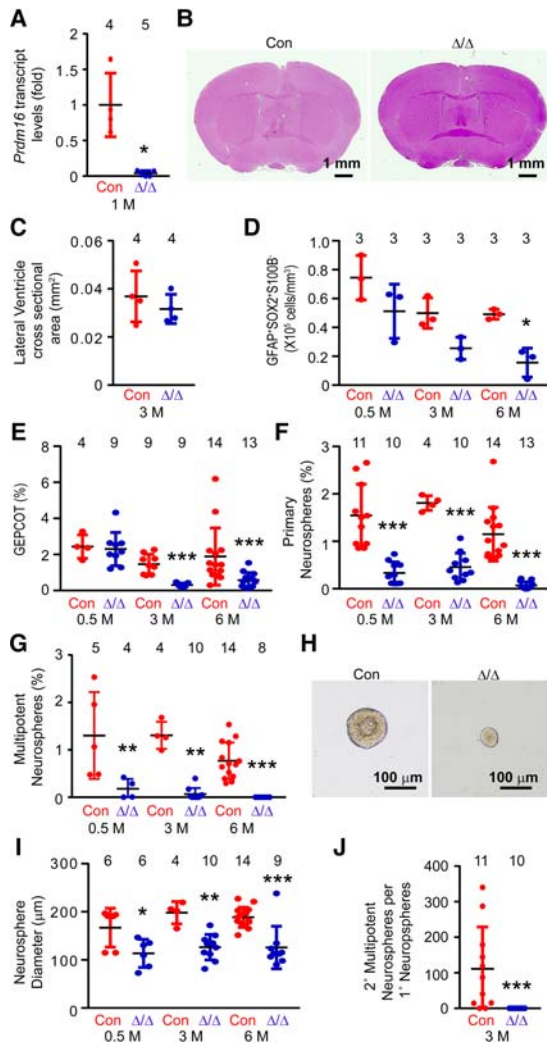 A
4 5
Prdm16 transcript
levels (fold)
2
1.5
1
0.5
0
*
Con Δ/Δ
1 M
B
Con Δ/Δ
1 mm 1 mm
C
4 4
Lateral Ventricle
cross sectional
area (mm²)
0.06
0.04
0.02
0
Con Δ/Δ
3 M
D
3 3 3 3 3 3
GFAP⁺SOX2⁺S100B⁻
(X10⁵ cells/mm³)
1.0
0.8
0.6
0.4
0.2
0
*
Con Δ/Δ Con Δ/Δ Con Δ/Δ
0.5 M 3 M 6 M
E
4 9 9 9 14 13
GEPCOT (%)
8
6
4
2
0
*** ***
Con Δ/Δ Con Δ/Δ Con Δ/Δ
0.5 M 3 M 6 M
F
11 10 4 10 14 13
Primary
Neurospheres (%)
3
2
1
0
*** *** ***
Con Δ/Δ Con Δ/Δ Con Δ/Δ
0.5 M 3 M 6 M
G
5 4 4 10 14 8
Multipotent
Neurospheres (%)
3
2
1
0
** ** ***
Con Δ/Δ Con Δ/Δ Con Δ/Δ
0.5 M 3 M 6 M
H
Con Δ/Δ
100 μm 100 μm
I
6 6 4 10 14 9
Neurosphere
Diameter (μm)
300
200
100
0
* ** ***
Con Δ/Δ Con Δ/Δ Con Δ/Δ
0.5 M 3 M 6 M
J
11 10
2˚ Multipotent
Neurospheres per
1˚ Neuropspheres
400
300
200
100
0
***
Con Δ/Δ
3 M